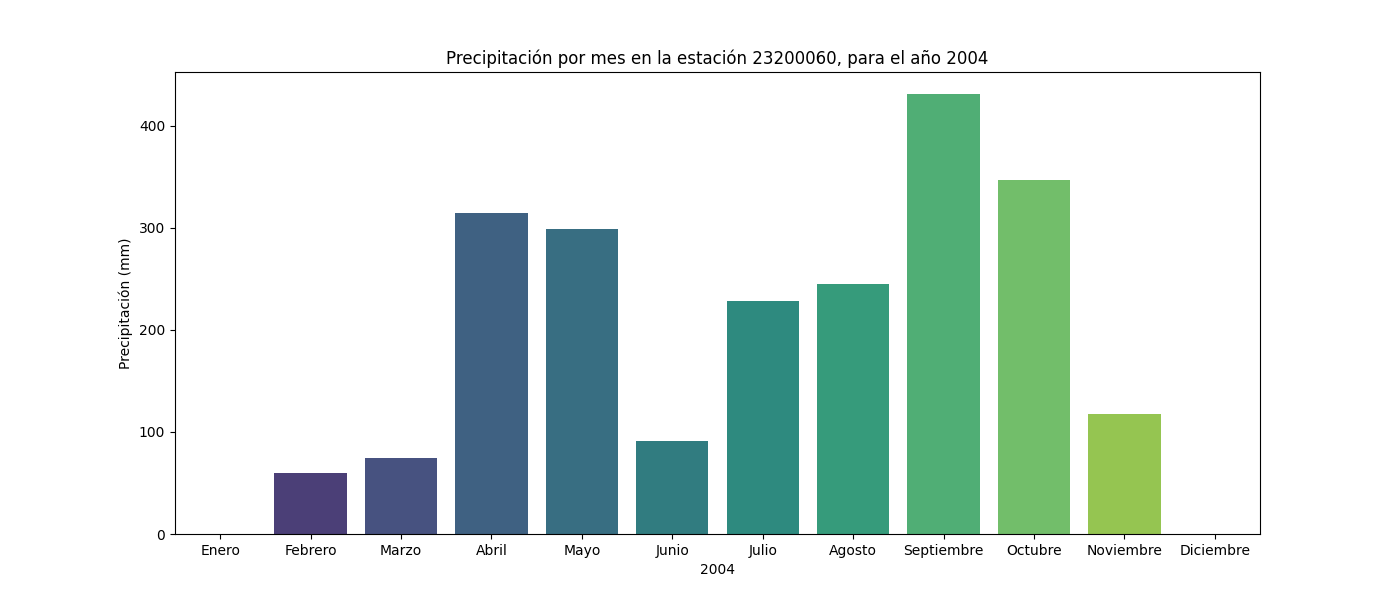 Precipitación por mes en la estación 23200060, para el año 2004
Precipitación (mm)
400
300
200
100
0
Enero Febrero Marzo Abril Mayo Junio Julio Agosto Septiembre Octubre Noviembre Diciembre
2004